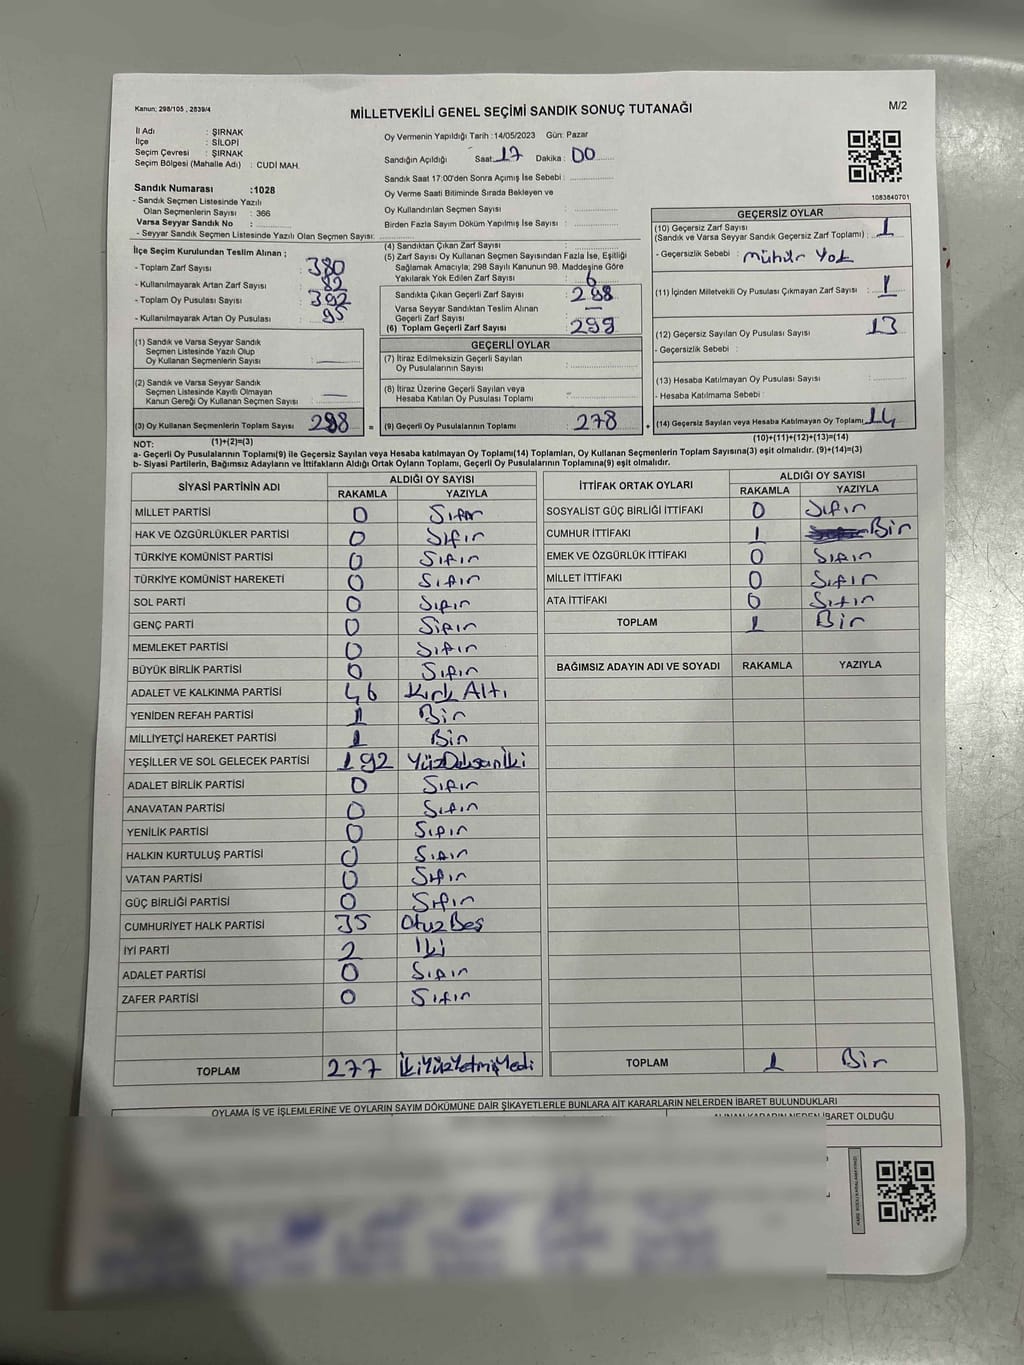 Kanun: 298/105 , 2839/4
MİLLETVEKİLİ GENEL SEÇİMİ SANDIK SONUÇ TUTANAĞI
M/2
İl Adı : ŞIRNAK
İlçe : SİLOPİ
Seçim Çevresi : ŞIRNAK
Seçim Bölgesi (Mahalle Adı) : CUDİ MAH.
Sandık Numarası :1028
- Sandık Seçmen Listesinde Yazılı
Olan Seçmenlerin Sayısı : 366
Varsa Seyyar Sandık No :
- Seyyar Sandık Seçmen Listesinde Yazılı Olan Seçmen Sayısı:
Oy Vermenin Yapıldığı Tarih :14/05/2023 Gün: Pazar
Sandığın Açıldığı Saat: 17 Dakika : 00
Sandık Saat 17:00'den Sonra Açımış İse Sebebi :
Oy Verme Saati Bitiminde Sırada Bekleyen ve
Oy Kullandırılan Seçmen Sayısı :
Birden Fazla Sayım Döküm Yapılmış İse Sayısı :
1083640701
İlçe Seçim Kurulundan Teslim Alınan ;
- Toplam Zarf Sayısı : 380
- Kullanılmayarak Artan Zarf Sayısı : 82
- Toplam Oy Pusulası Sayısı : 392
- Kullanılmayarak Artan Oy Pusulası : 95
(4) Sandıktan Çıkan Zarf Sayısı :
(5) Zarf Sayısı Oy Kullanan Seçmen Sayısından Fazla İse, Eşitliği
Sağlamak Amacıyla; 298 Sayılı Kanunun 98. Maddesine Göre
Yakılarak Yok Edilen Zarf Sayısı : 6
Sandıkta Çıkan Geçerli Zarf Sayısı : 298
Varsa Seyyar Sandıktan Teslim Alınan
Geçerli Zarf Sayısı : —
(6) Toplam Geçerli Zarf Sayısı : 299
GEÇERSİZ OYLAR
(10) Geçersiz Zarf Sayısı : 1
(Sandık ve Varsa Seyyar Sandık Geçersiz Zarf Toplamı)
- Geçersizlik Sebebi : Mühür Yok
(11) İçinden Milletvekili Oy Pusulası Çıkmayan Zarf Sayısı : 1
(12) Geçersiz Sayılan Oy Pusulası Sayısı : 13
- Geçersizlik Sebebi :
(13) Hesaba Katılmayan Oy Pusulası Sayısı :
- Hesaba Katılmama Sebebi :
(14) Geçersiz Sayılan veya Hesaba Katılmayan Oy Toplamı 14
(10)+(11)+(12)+(13)=(14)
(1) Sandık ve Varsa Seyyar Sandık
Seçmen Listesinde Yazılı Olup
Oy Kullanan Seçmenlerin Sayısı : —
(2) Sandık ve Varsa Seyyar Sandık
Seçmen Listesinde Kayıtlı Olmayan
Kanun Gereği Oy Kullanan Seçmen Sayısı : —
(3) Oy Kullanan Seçmenlerin Toplam Sayısı 298 =
(1)+(2)=(3)
GEÇERLİ OYLAR
(7) İtiraz Edilmeksizin Geçerli Sayılan
Oy Pusulalarının Sayısı :
(8) İtiraz Üzerine Geçerli Sayılan veya
Hesaba Katılan Oy Pusulası Toplamı :
(9) Geçerli Oy Pusulalarının Toplamı : 278 +
NOT:
a- Geçerli Oy Pusulalarının Toplamı(9) ile Geçersiz Sayılan veya Hesaba katılmayan Oy Toplamı(14) Toplamları, Oy Kullanan Seçmenlerin Toplam Sayısına(3) eşit olmalıdır. (9)+(14)=(3)
b- Siyasi Partilerin, Bağımsız Adayların ve İttifakların Aldığı Ortak Oyların Toplamı, Geçerli Oy Pusulalarının Toplamına(9) eşit olmalıdır.
SİYASİ PARTİNİN ADI ALDIĞI OY SAYISI
RAKAMLA YAZIYLA
MİLLET PARTİSİ 0 Sıfır
HAK VE ÖZGÜRLÜKLER PARTİSİ 0 Sıfır
TÜRKİYE KOMÜNİST PARTİSİ 0 Sıfır
TÜRKİYE KOMÜNİST HAREKETİ 0 Sıfır
SOL PARTİ 0 Sıfır
GENÇ PARTİ 0 Sıfır
MEMLEKET PARTİSİ 0 Sıfır
BÜYÜK BİRLİK PARTİSİ 0 Sıfır
ADALET VE KALKINMA PARTİSİ 46 Kırk Altı
YENİDEN REFAH PARTİSİ 1 Bir
MİLLİYETÇİ HAREKET PARTİSİ 1 Bir
YEŞİLLER VE SOL GELECEK PARTİSİ 192 YüzDoksanİki
ADALET BİRLİK PARTİSİ 0 Sıfır
ANAVATAN PARTİSİ 0 Sıfır
YENİLİK PARTİSİ 0 Sıfır
HALKIN KURTULUŞ PARTİSİ 0 Sıfır
VATAN PARTİSİ 0 Sıfır
GÜÇ BİRLİĞİ PARTİSİ 0 Sıfır
CUMHURİYET HALK PARTİSİ 35 Otuz Beş
İYİ PARTİ 2 İki
ADALET PARTİSİ 0 Sıfır
ZAFER PARTİSİ 0 Sıfır
TOPLAM 277 İkiYüzYetmişYedi
İTTİFAK ORTAK OYLARI ALDIĞI OY SAYISI
RAKAMLA YAZIYLA
SOSYALİST GÜÇ BİRLİĞİ İTTİFAKI 0 Sıfır
CUMHUR İTTİFAKI 1 Bir
EMEK VE ÖZGÜRLÜK İTTİFAKI 0 Sıfır
MİLLET İTTİFAKI 0 Sıfır
ATA İTTİFAKI 0 Sıfır
TOPLAM 1 Bir
BAĞIMSIZ ADAYIN ADI VE SOYADI RAKAMLA YAZIYLA
TOPLAM 1 Bir
OYLAMA İŞ VE İŞLEMLERİNE VE OYLARIN SAYIM DÖKÜMÜNE DAİR ŞİKAYETLERLE BUNLARA AİT KARARLARIN NELERDEN İBARET BULUNDUKLARI
ALINAN KARARIN NEDEN İBARET OLDUĞU